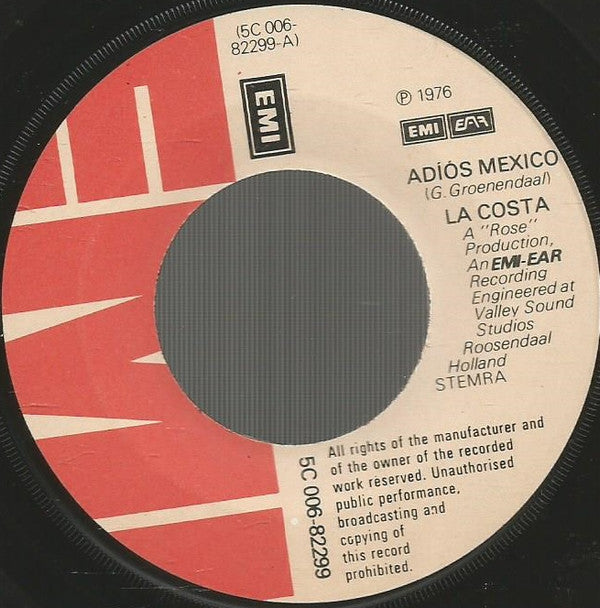 (5C 006-
82299-A)
EMI
℗ 1976
EMI EAR
ADIÓS MEXICO
(G. Groenendaal)
LA COSTA
A "Rose"
Production,
An EMI-EAR
Recording
Engineered at
Valley Sound
Studios
Roosendaal
Holland
STEMRA
All rights of the manufacturer and
of the owner of the recorded
work reserved. Unauthorised
public performance,
broadcasting and
copying of
this record
prohibited.
5C 006-82299
EMI